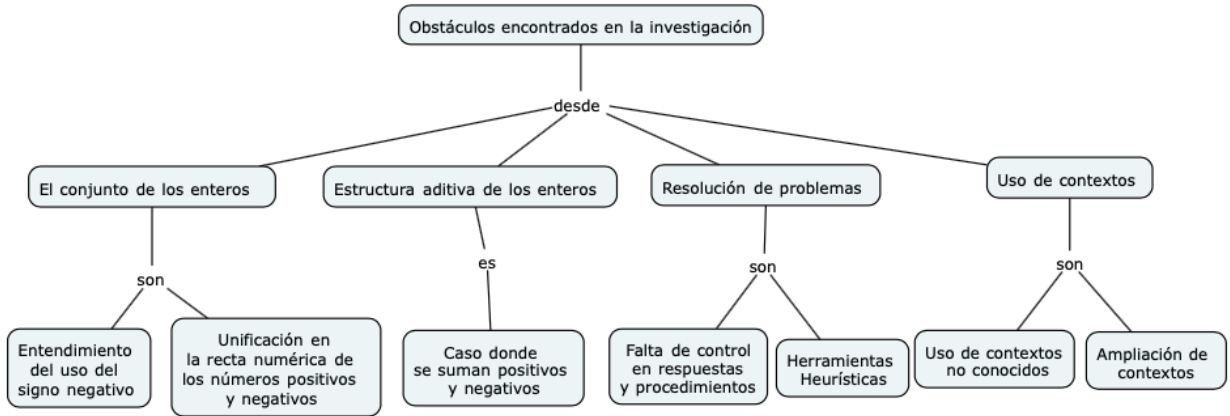 Obstáculos encontrados en la investigación
desde
El conjunto de los enteros
Estructura aditiva de los enteros
Resolución de problemas
Uso de contextos
son
es
son
son
Entendimiento
del uso del
signo negativo
Unificación en
la recta numérica de
los números positivos
y negativos
Caso donde
se suman positivos
y negativos
Falta de control
en respuestas
y procedimientos
Herramientas
Heurísticas
Uso de contextos
no conocidos
Ampliación de
contextos